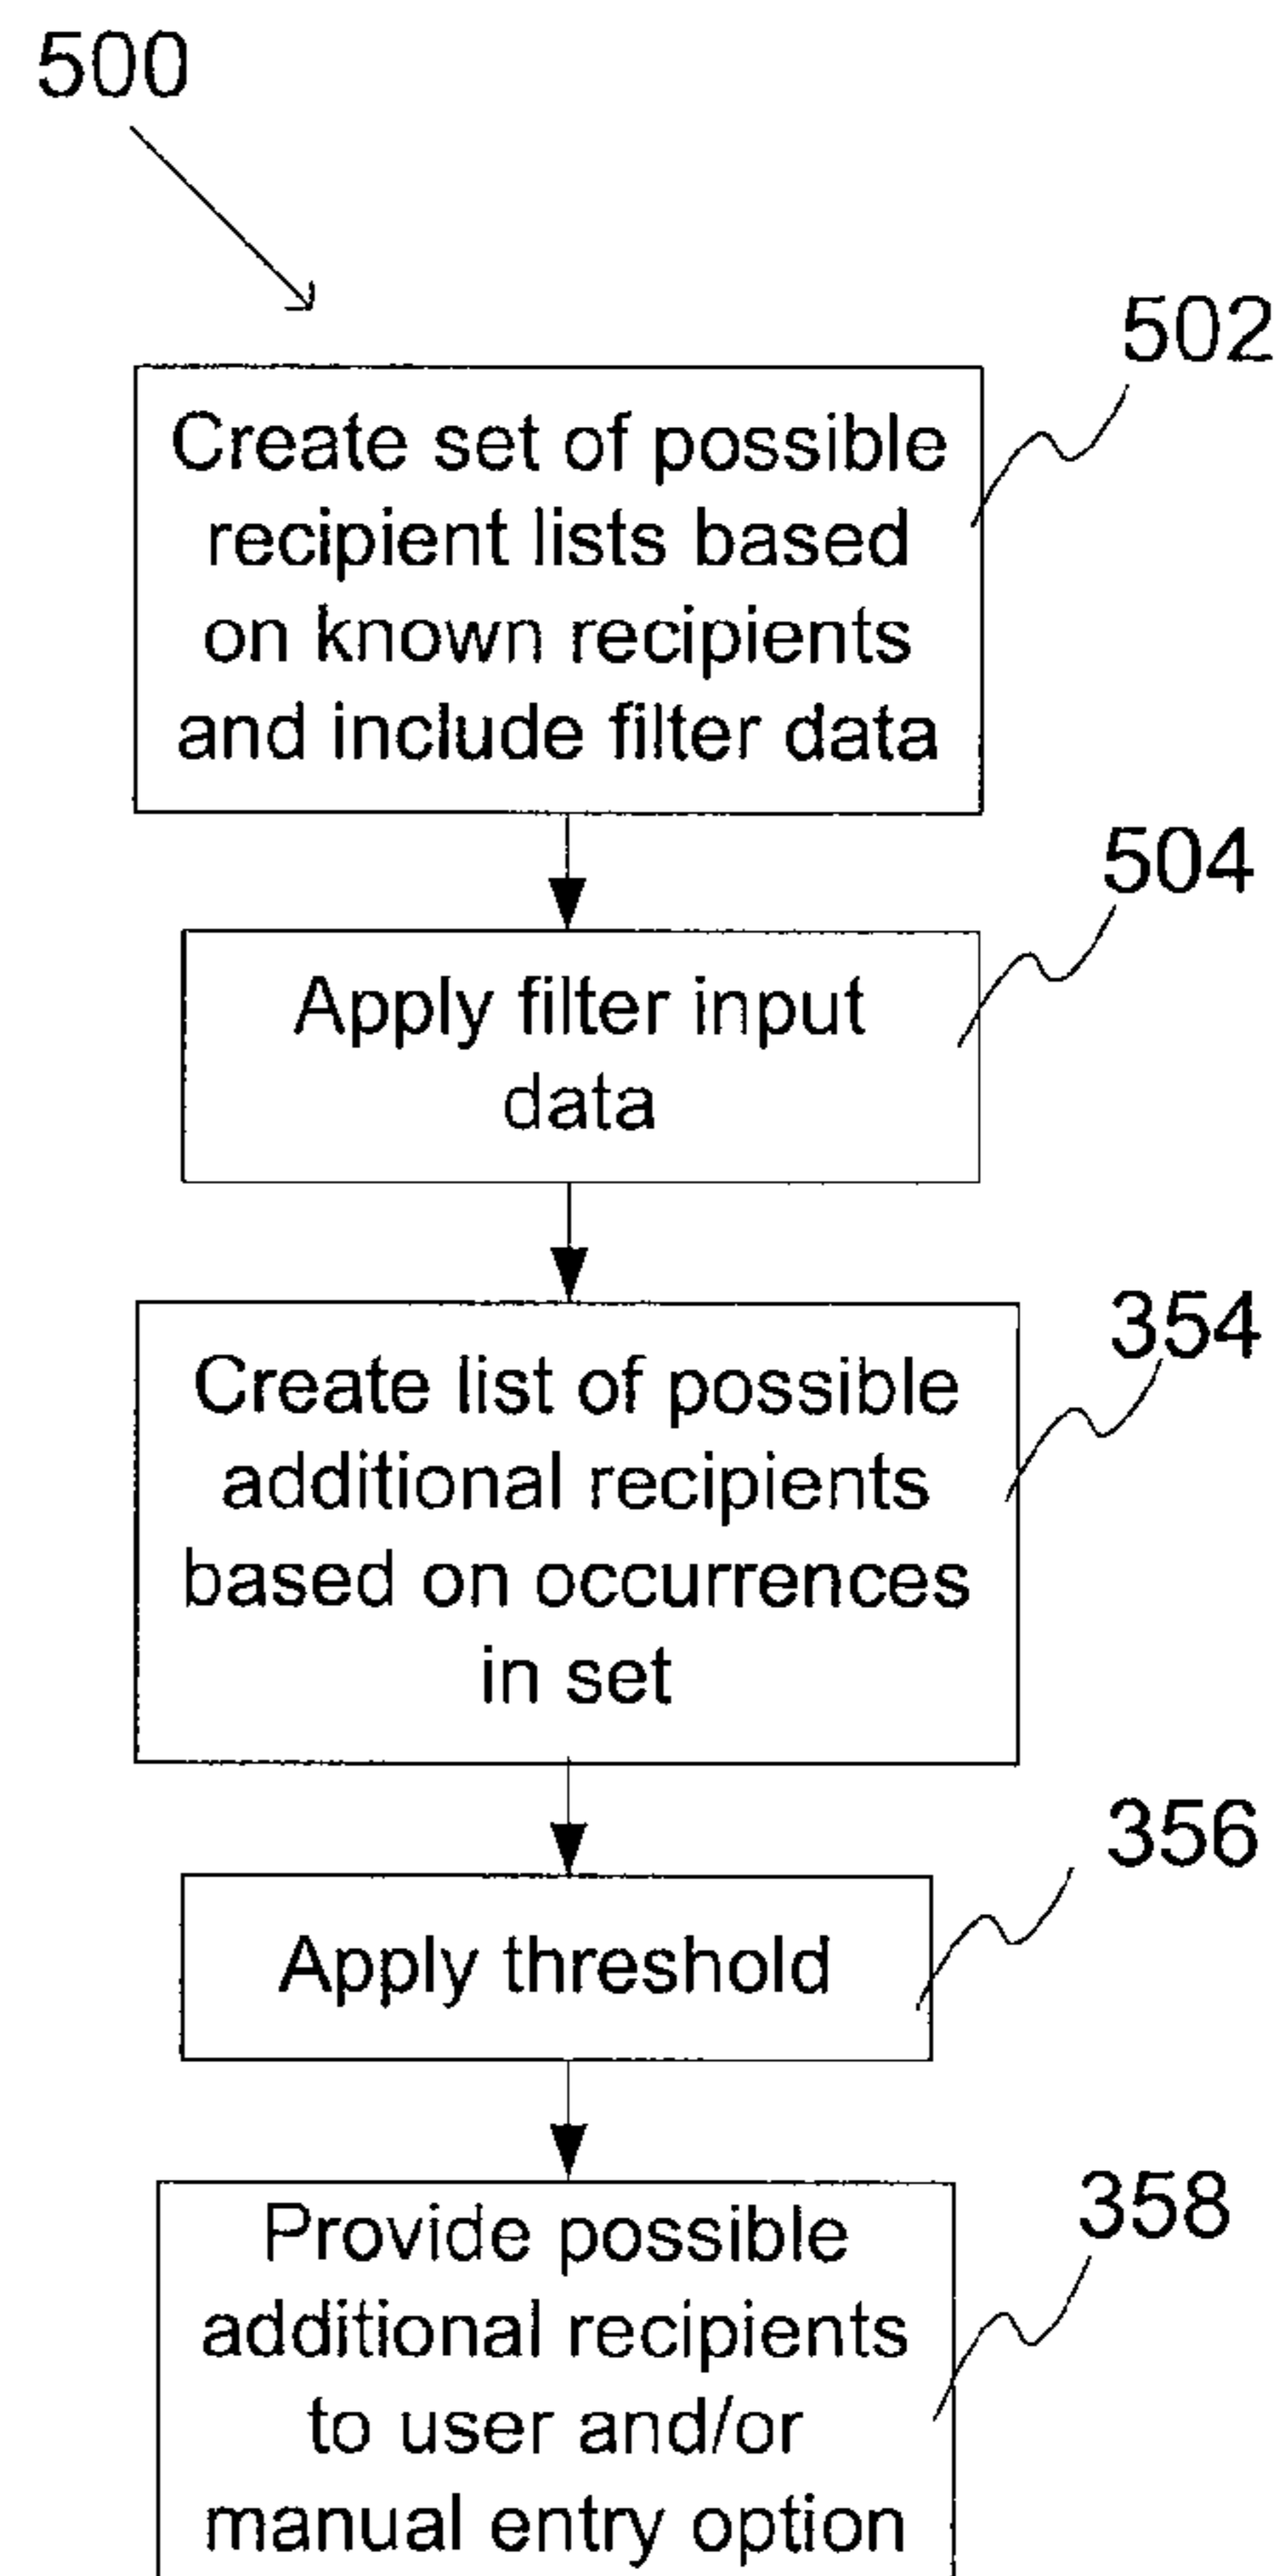 500
502
Create set of possible
recipient lists based
on known recipients
and include filter data
504
Apply filter input
data
354
Create list of possible
additional recipients
based on occurrences
in set
356
Apply threshold
358
Provide possible
additional recipients
to user and/or
manual entry option